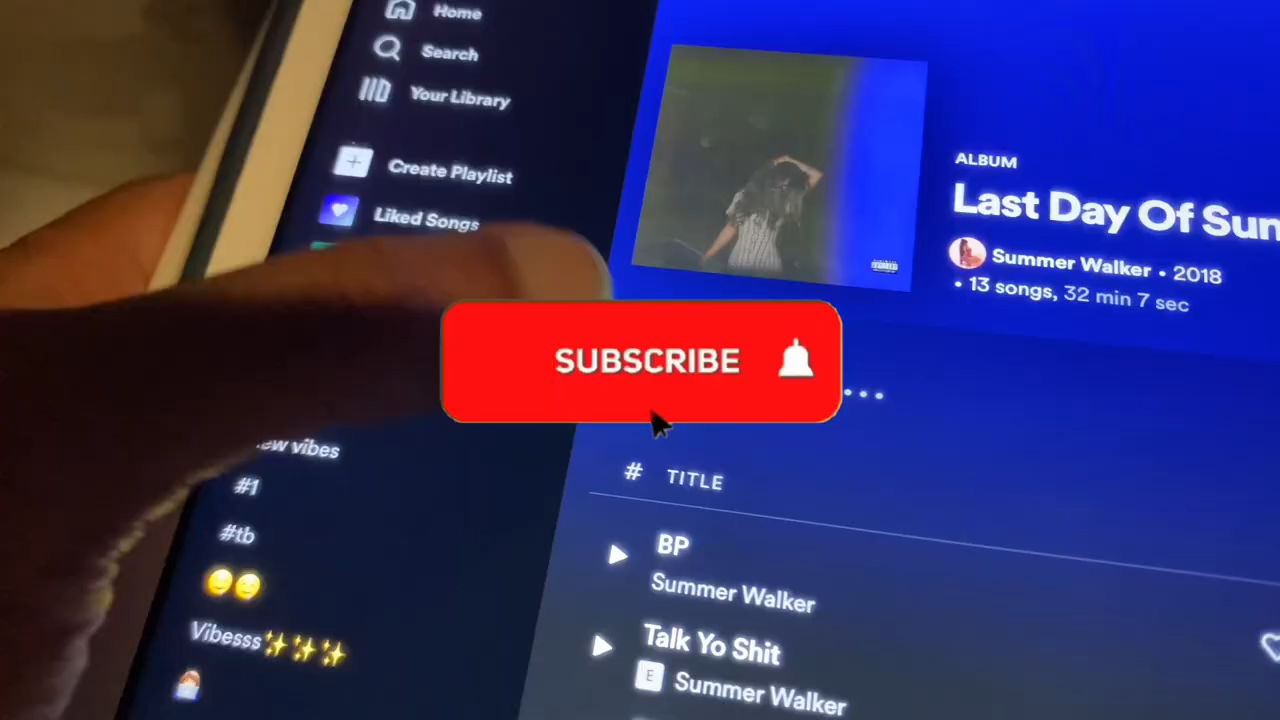 Home
Search
Your Library
Create Playlist
Liked Songs
ew vibes
#1
#tb
Vibesss✨✨✨
ALBUM
Last Day Of Sum
Summer Walker • 2018
• 13 songs, 32 min 7 sec
SUBSCRIBE
# TITLE
BP
Summer Walker
Talk Yo Shit
E Summer Walker